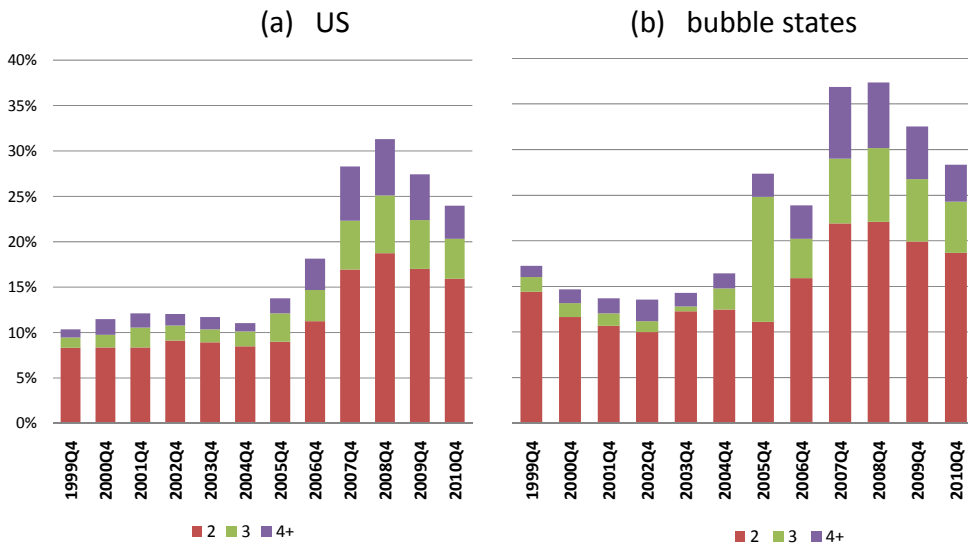 (a) US
(b) bubble states
40%
35%
30%
25%
20%
15%
10%
5%
0%
1999Q4
2000Q4
2001Q4
2002Q4
2003Q4
2004Q4
2005Q4
2006Q4
2007Q4
2008Q4
2009Q4
2010Q4
1999Q4
2000Q4
2001Q4
2002Q4
2003Q4
2004Q4
2005Q4
2006Q4
2007Q4
2008Q4
2009Q4
2010Q4
2 3 4+
2 3 4+